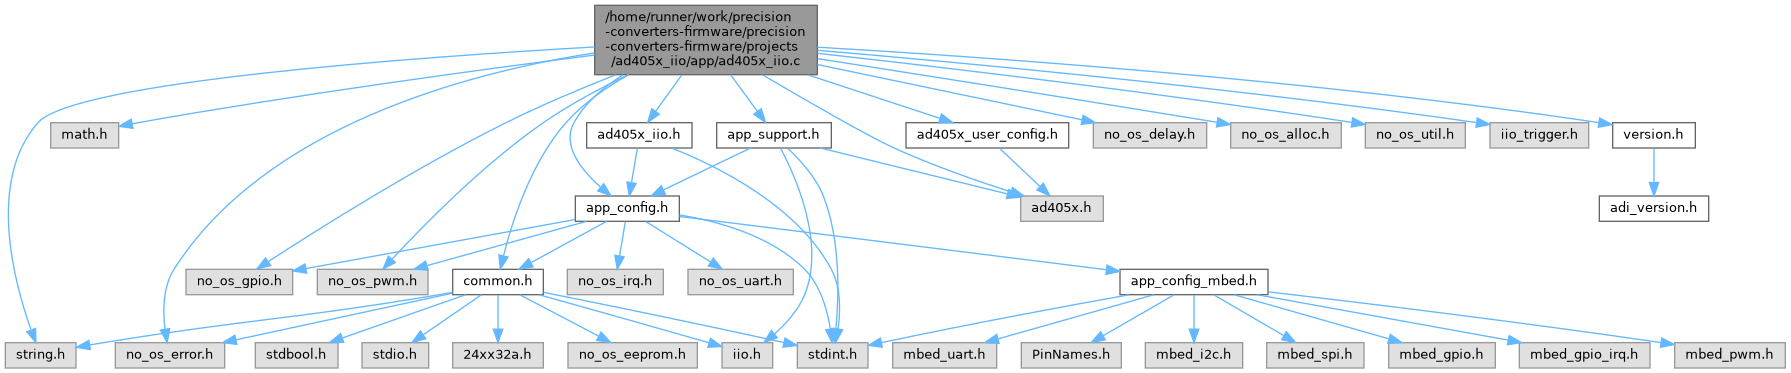 /home/runner/work/precision
-converters-firmware/precision
-converters-firmware/projects
/ad405x_iio/app/ad405x_iio.c
math.h
ad405x_iio.h
app_support.h
ad405x_user_config.h
no_os_delay.h
no_os_alloc.h
no_os_util.h
iio_trigger.h
version.h
app_config.h
ad405x.h
adi_version.h
no_os_gpio.h
no_os_pwm.h
common.h
no_os_irq.h
no_os_uart.h
app_config_mbed.h
string.h
no_os_error.h
stdbool.h
stdio.h
24xx32a.h
no_os_eeprom.h
iio.h
stdint.h
mbed_uart.h
PinNames.h
mbed_i2c.h
mbed_spi.h
mbed_gpio.h
mbed_gpio_irq.h
mbed_pwm.h